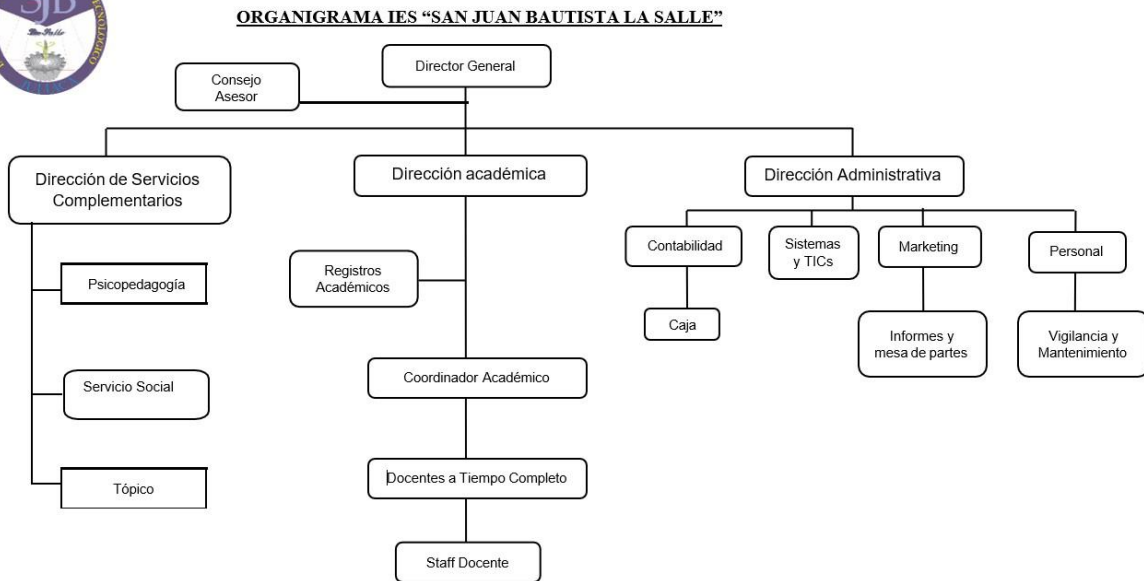 SJB
ORGANIGRAMA IES “SAN JUAN BAUTISTA LA SALLE”
Director General
Consejo
Asesor
Dirección de Servicios
Complementarios
Dirección académica
Dirección Administrativa
Contabilidad
Sistemas
y TICs
Marketing
Personal
Psicopedagogía
Registros
Académicos
Caja
Informes y
mesa de partes
Vigilancia y
Mantenimiento
Servicio Social
Coordinador Académico
Tópico
Docentes a Tiempo Completo
Staff Docente